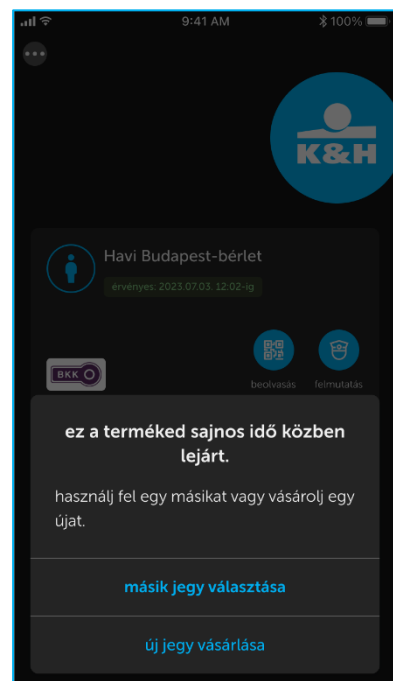 9:41 AM
100%
K&H
Havi Budapest-bérlet
érvényes: 2023.07.03. 12:02-ig
BKK
beolvasás
felmutatás
ez a terméked sajnos idő közben
lejárt.
használj fel egy másikat vagy vásárolj egy
újat.
másik jegy választása
új jegy vásárlása